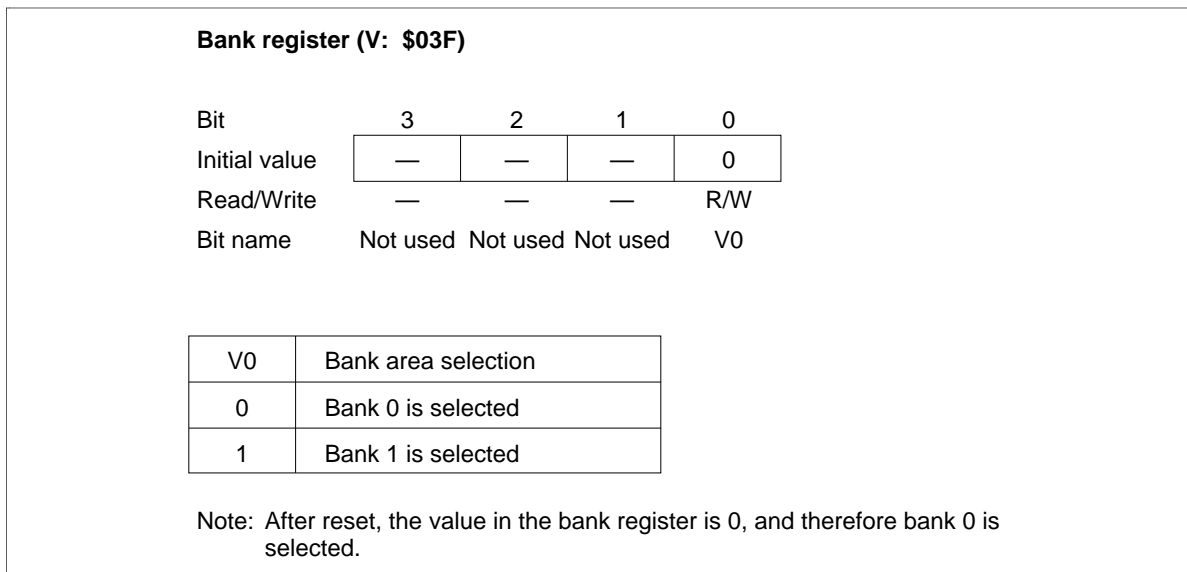 Bank register (V: $03F)
Bit 3 2 1 0
Initial value — — — 0
Read/Write — — — R/W
Bit name Not used Not used Not used V0
V0 Bank area selection
0 Bank 0 is selected
1 Bank 1 is selected
Note: After reset, the value in the bank register is 0, and therefore bank 0 is
selected.